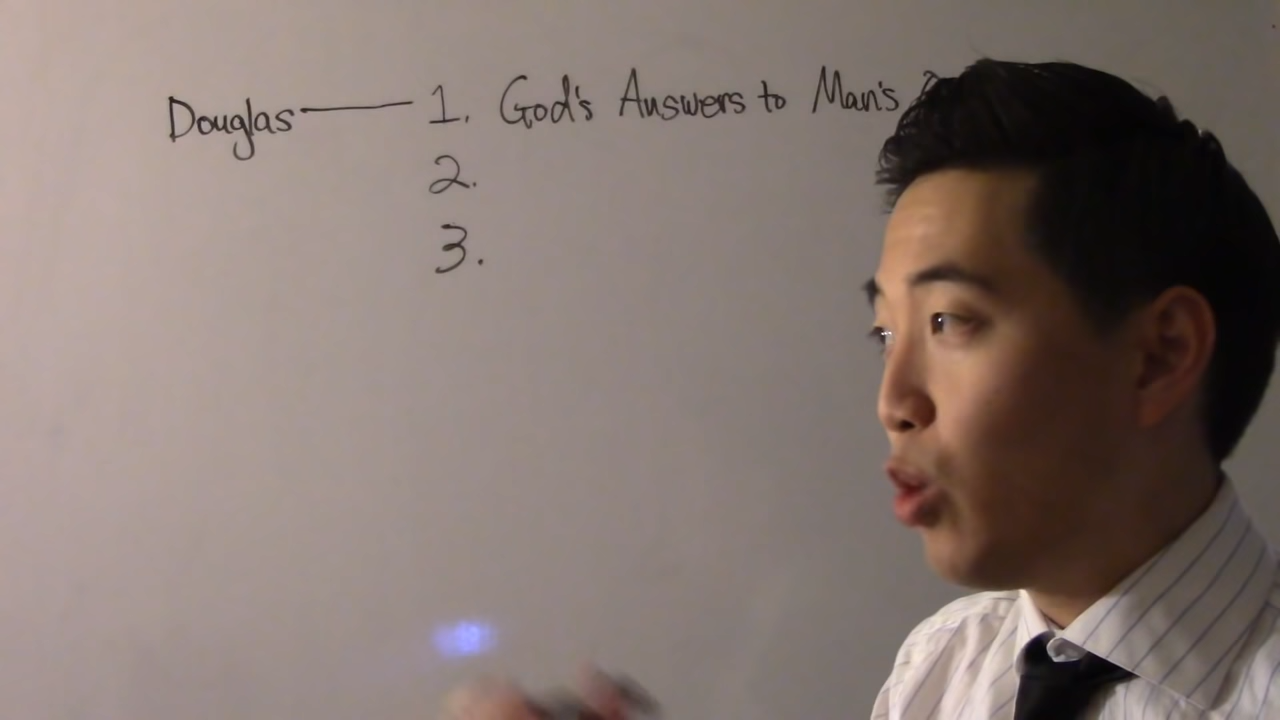 Douglas — 1. God's Answers to Man's
2.
3.